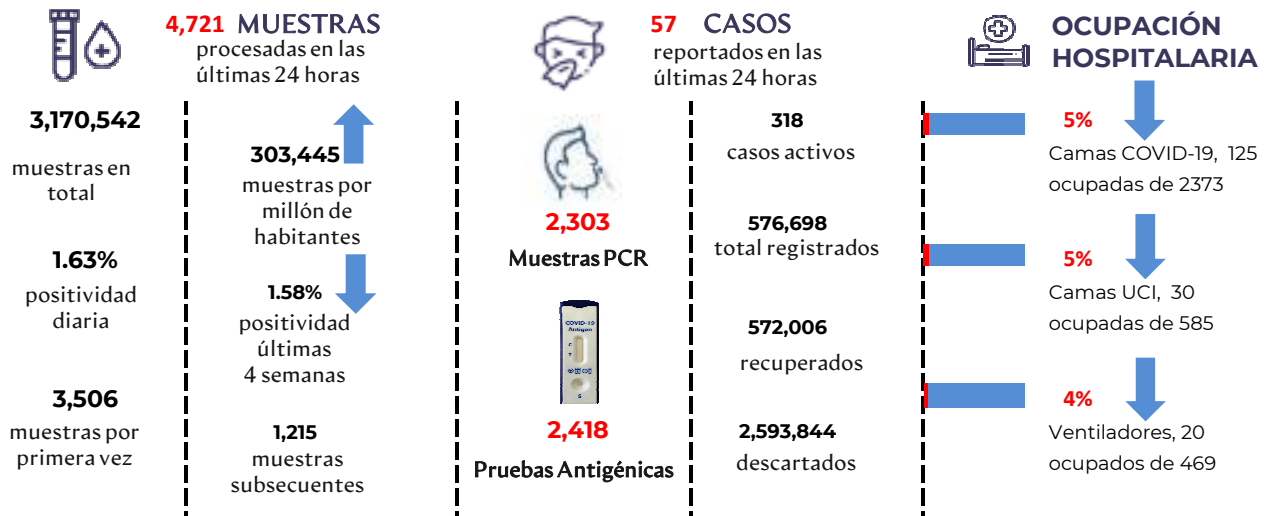 4,721 MUESTRAS
procesadas en las
últimas 24 horas
3,170,542
muestras en
total
1.63%
positividad
diaria
3,506
muestras por
primera vez
303,445
muestras por
millón de
habitantes
1.58%
positividad
últimas
4 semanas
1,215
muestras
subsecuentes
57 CASOS
reportados en las
últimas 24 horas
2,303
Muestras PCR
COVID-19
Antigen
C
T
S
2,418
Pruebas Antigénicas
318
casos activos
576,698
total registrados
572,006
recuperados
2,593,844
descartados
OCUPACIÓN
HOSPITALARIA
5%
Camas COVID-19, 125
ocupadas de 2373
5%
Camas UCI, 30
ocupadas de 585
4%
Ventiladores, 20
ocupados de 469